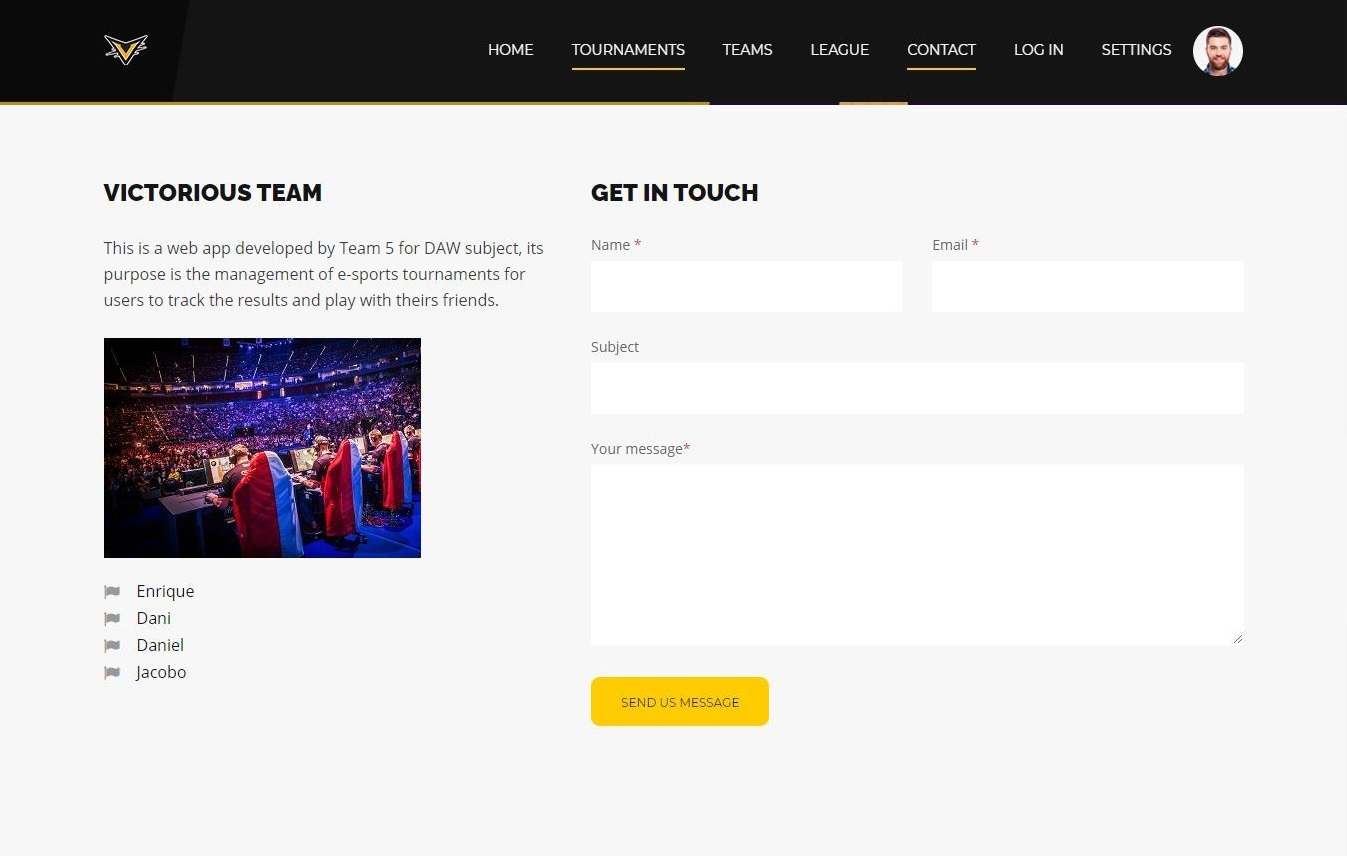 HOME TOURNAMENTS TEAMS LEAGUE CONTACT LOG IN SETTINGS
VICTORIOUS TEAM
This is a web app developed by Team 5 for DAW subject, its
purpose is the management of e-sports tournaments for
users to track the results and play with theirs friends.
Enrique
Dani
Daniel
Jacobo
GET IN TOUCH
Name * Email *
Subject
Your message*
SEND US MESSAGE